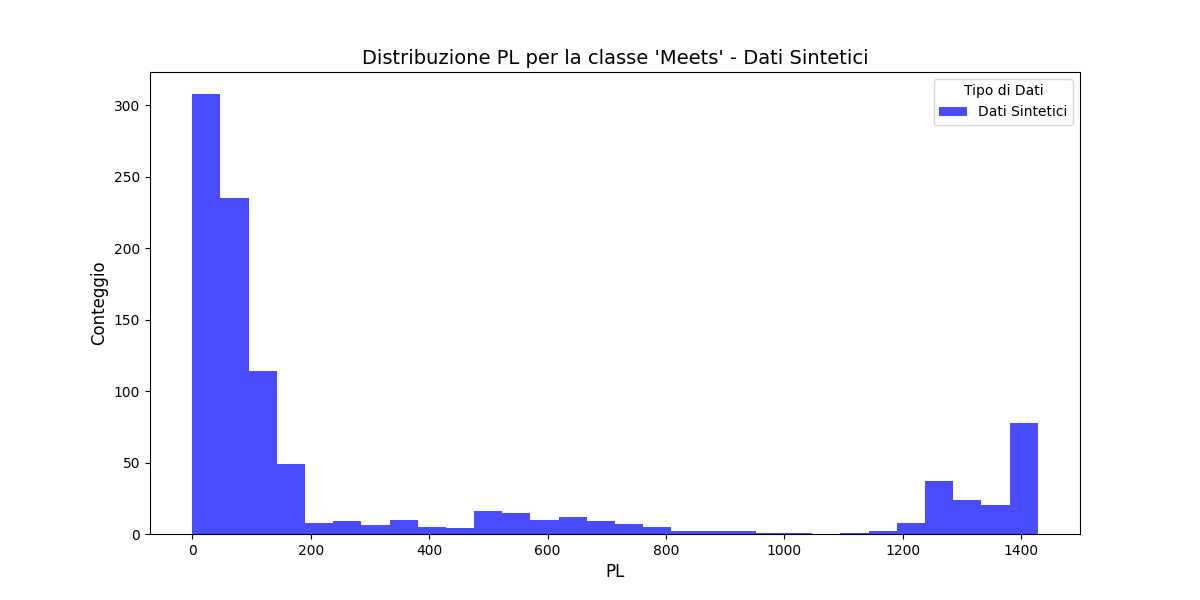 Distribuzione PL per la classe 'Meets' - Dati Sintetici
Tipo di Dati
Dati Sintetici
Conteggio
300
250
200
150
100
50
0
0 200 400 600 800 1000 1200 1400
PL